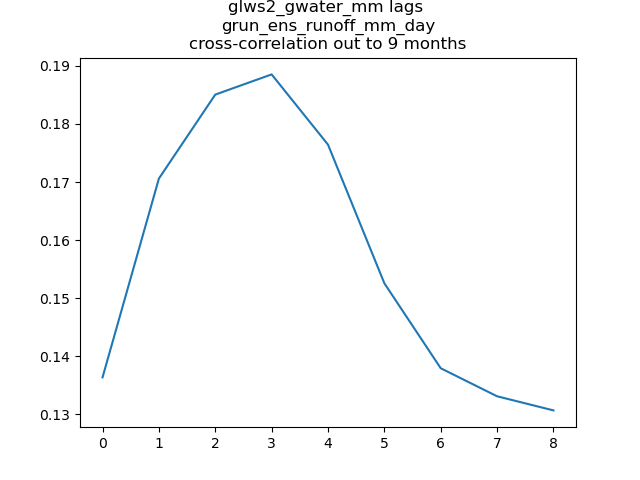 glws2_gwater_mm lags
grun_ens_runoff_mm_day
cross-correlation out to 9 months
0.19
0.18
0.17
0.16
0.15
0.14
0.13
0 1 2 3 4 5 6 7 8